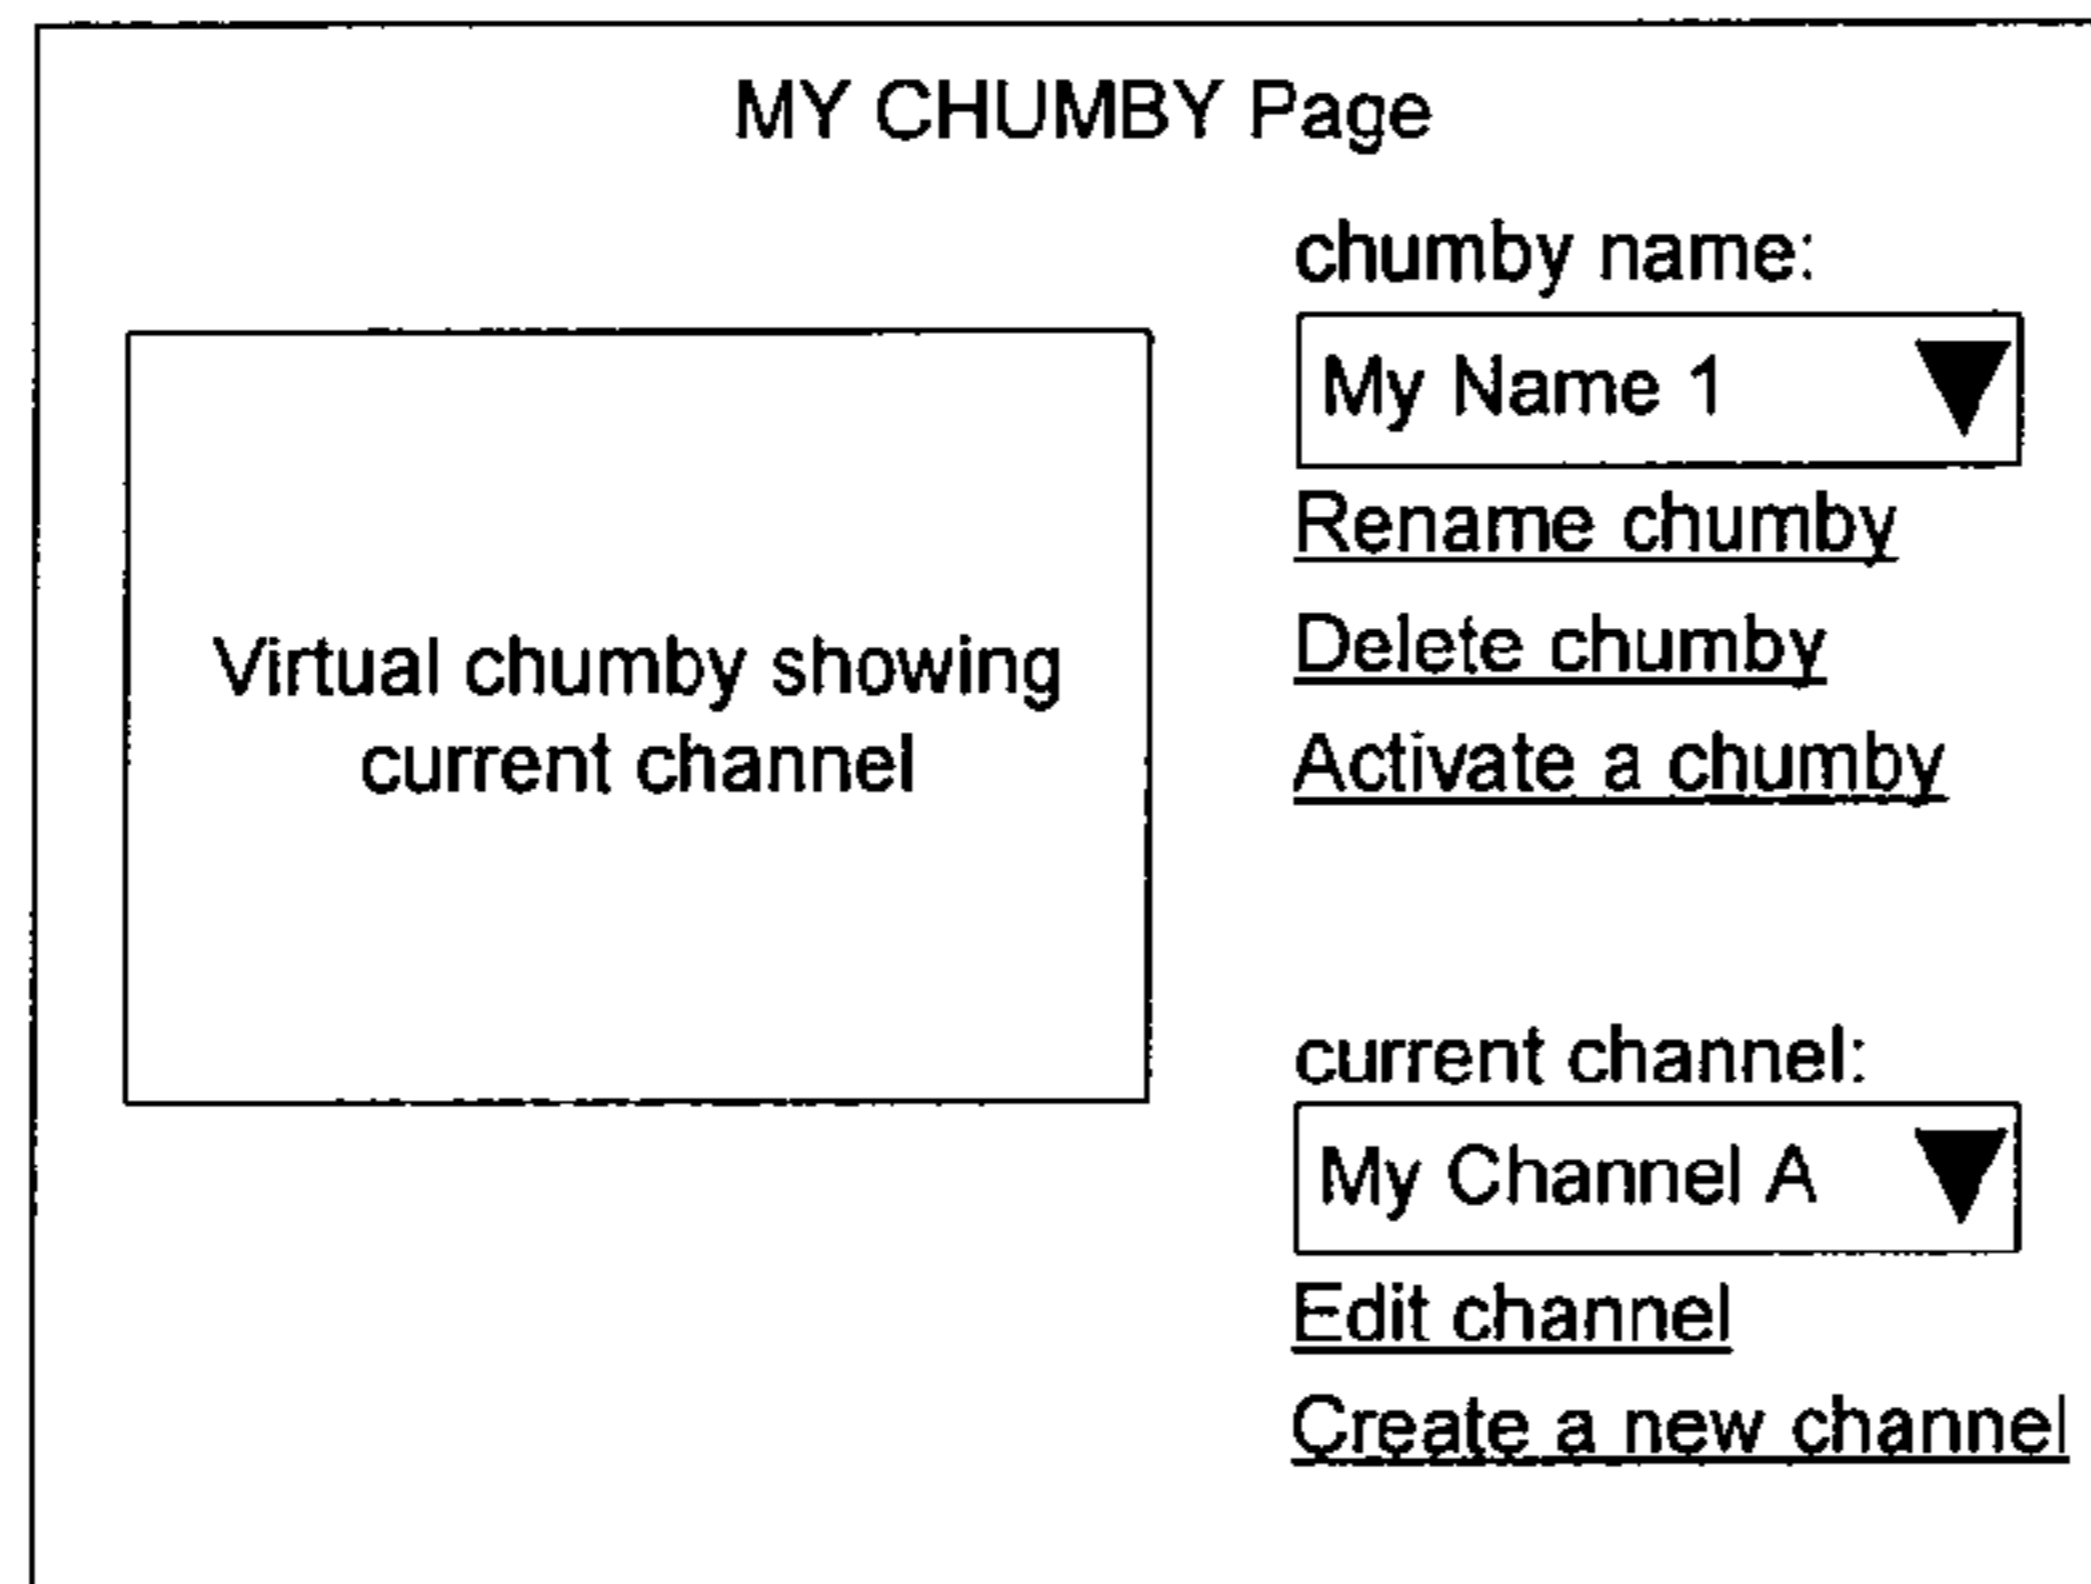 MY CHUMBY Page
chumby name:
My Name 1
Rename chumby
Delete chumby
Activate a chumby
Virtual chumby showing
current channel
current channel:
My Channel A
Edit channel
Create a new channel